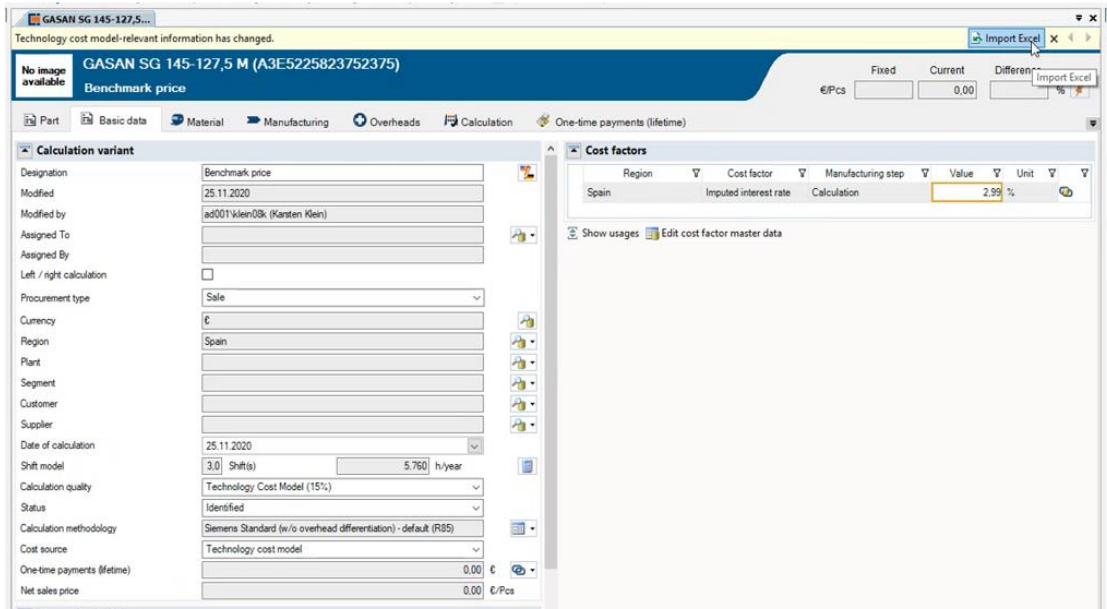 GASAN SG 145-127,5...
Technology cost model-relevant information has changed.
Import Excel
No image available
GASAN SG 145-127,5 M (A3E5225823752375)
Benchmark price
Fixed Current Difference
€/Pcs 0,00 %
Import Excel
Part Basic data Material Manufacturing Overheads Calculation One-time payments (lifetime)
Calculation variant
Designation Benchmark price
Modified 25.11.2020
Modified by ad001\klein08k (Karsten Klein)
Assigned To
Assigned By
Left / right calculation
Procurement type Sale
Currency €
Region Spain
Plant
Segment
Customer
Supplier
Date of calculation 25.11.2020
Shift model 3,0 Shift(s) 5.760 h/year
Calculation quality Technology Cost Model (15%)
Status Identified
Calculation methodology Siemens Standard (w/o overhead differentiation) - default (R85)
Cost source Technology cost model
One-time payments (lifetime) 0,00 €
Net sales price 0,00 €/Pcs
Cost factors
Region Cost factor Manufacturing step Value Unit
Spain Imputed interest rate Calculation 2,99 %
Show usages Edit cost factor master data